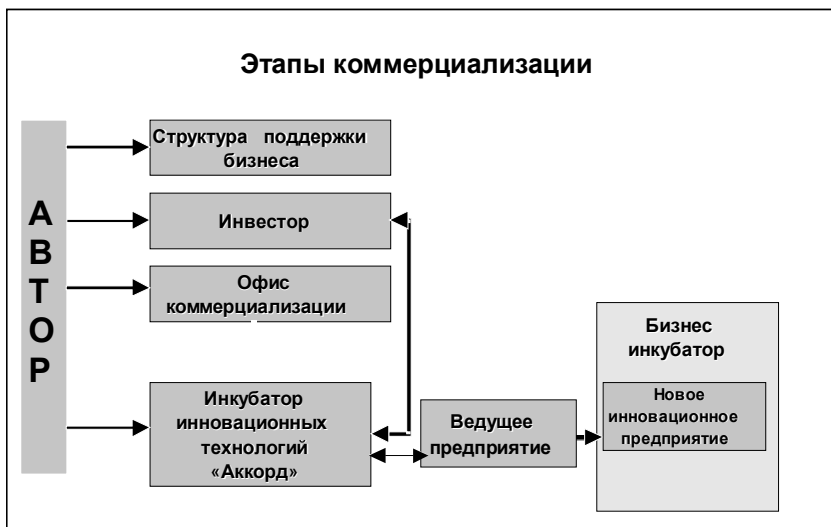 Этапы коммерциализации
АВТОР
Структура поддержки
бизнеса
Инвестор
Офис
коммерциализации
Инкубатор
инновационных
технологий
«Аккорд»
Ведущее
предприятие
Бизнес
инкубатор
Новое
инновационное
предприятие